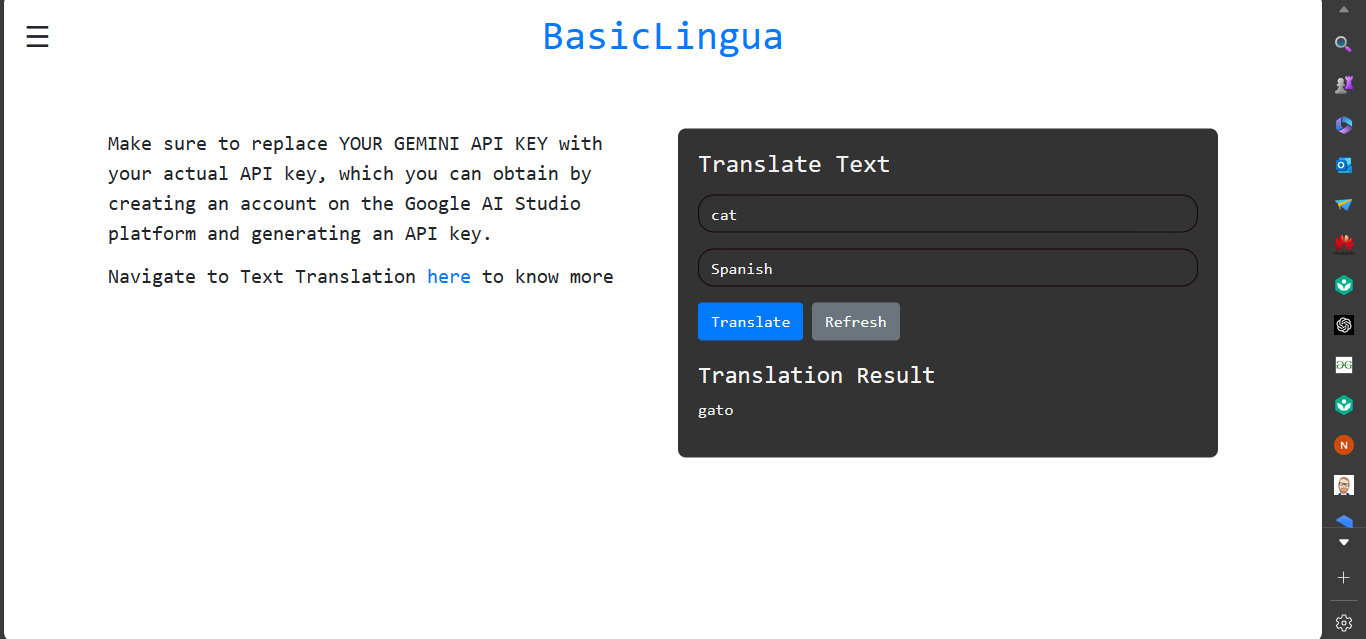 ☰
BasicLingua
Make sure to replace YOUR GEMINI API KEY with
your actual API key, which you can obtain by
creating an account on the Google AI Studio
platform and generating an API key.
Navigate to Text Translation here to know more
Translate Text
cat
Spanish
Translate Refresh
Translation Result
gato
N